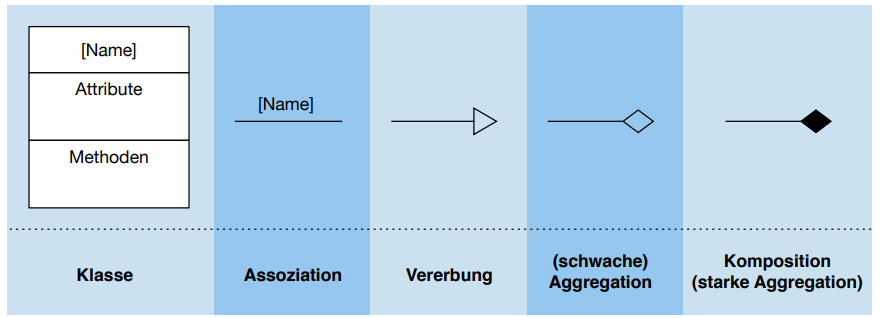 [Name]
Attribute
Methoden
[Name]
Klasse
Assoziation
Vererbung
(schwache)
Aggregation
Komposition
(starke Aggregation)